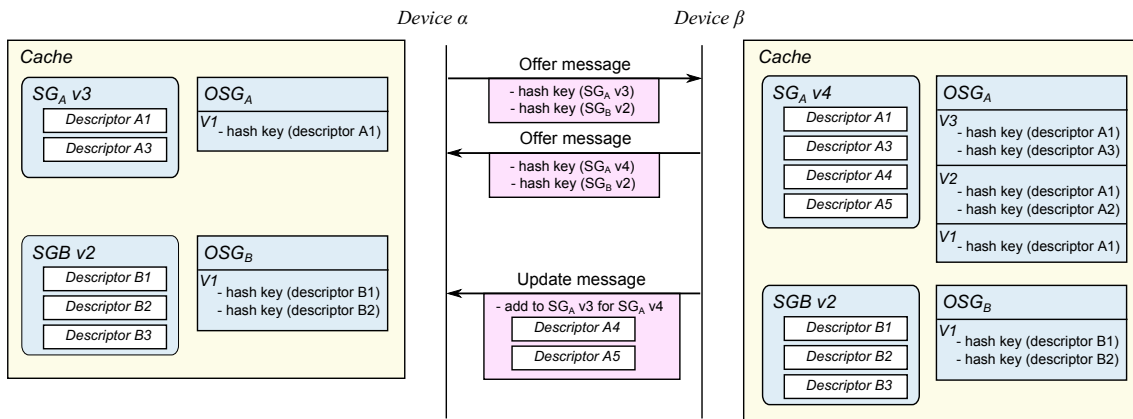 Device α
Device β
Cache
SGA v3
Descriptor A1
Descriptor A3
OSGA
V1
- hash key (descriptor A1)
SGB v2
Descriptor B1
Descriptor B2
Descriptor B3
OSGB
V1
- hash key (descriptor B1)
- hash key (descriptor B2)
Offer message
- hash key (SGA v3)
- hash key (SGB v2)
Offer message
- hash key (SGA v4)
- hash key (SGB v2)
Update message
- add to SGA v3 for SGA v4
Descriptor A4
Descriptor A5
Cache
SGA v4
Descriptor A1
Descriptor A3
Descriptor A4
Descriptor A5
OSGA
V3
- hash key (descriptor A1)
- hash key (descriptor A3)
V2
- hash key (descriptor A1)
- hash key (descriptor A2)
V1
- hash key (descriptor A1)
SGB v2
Descriptor B1
Descriptor B2
Descriptor B3
OSGB
V1
- hash key (descriptor B1)
- hash key (descriptor B2)